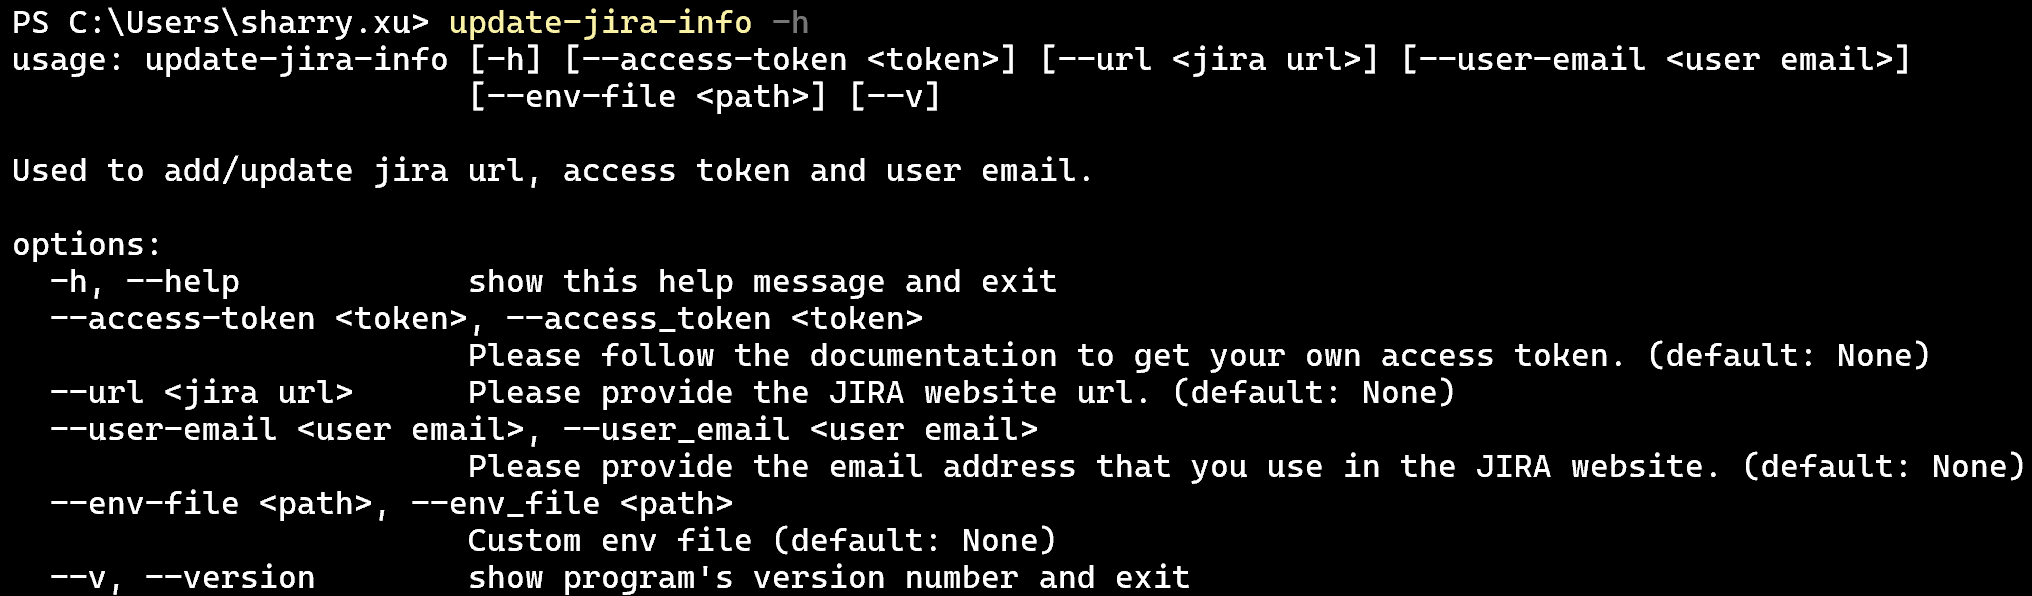 PS C:\Users\sharry.xu> update-jira-info -h
usage: update-jira-info [-h] [--access-token <token>] [--url <jira url>] [--user-email <user email>]
                        [--env-file <path>] [--v]

Used to add/update jira url, access token and user email.

options:
  -h, --help            show this help message and exit
  --access-token <token>, --access_token <token>
                        Please follow the documentation to get your own access token. (default: None)
  --url <jira url>      Please provide the JIRA website url. (default: None)
  --user-email <user email>, --user_email <user email>
                        Please provide the email address that you use in the JIRA website. (default: None)
  --env-file <path>, --env_file <path>
                        Custom env file (default: None)
  --v, --version        show program's version number and exit